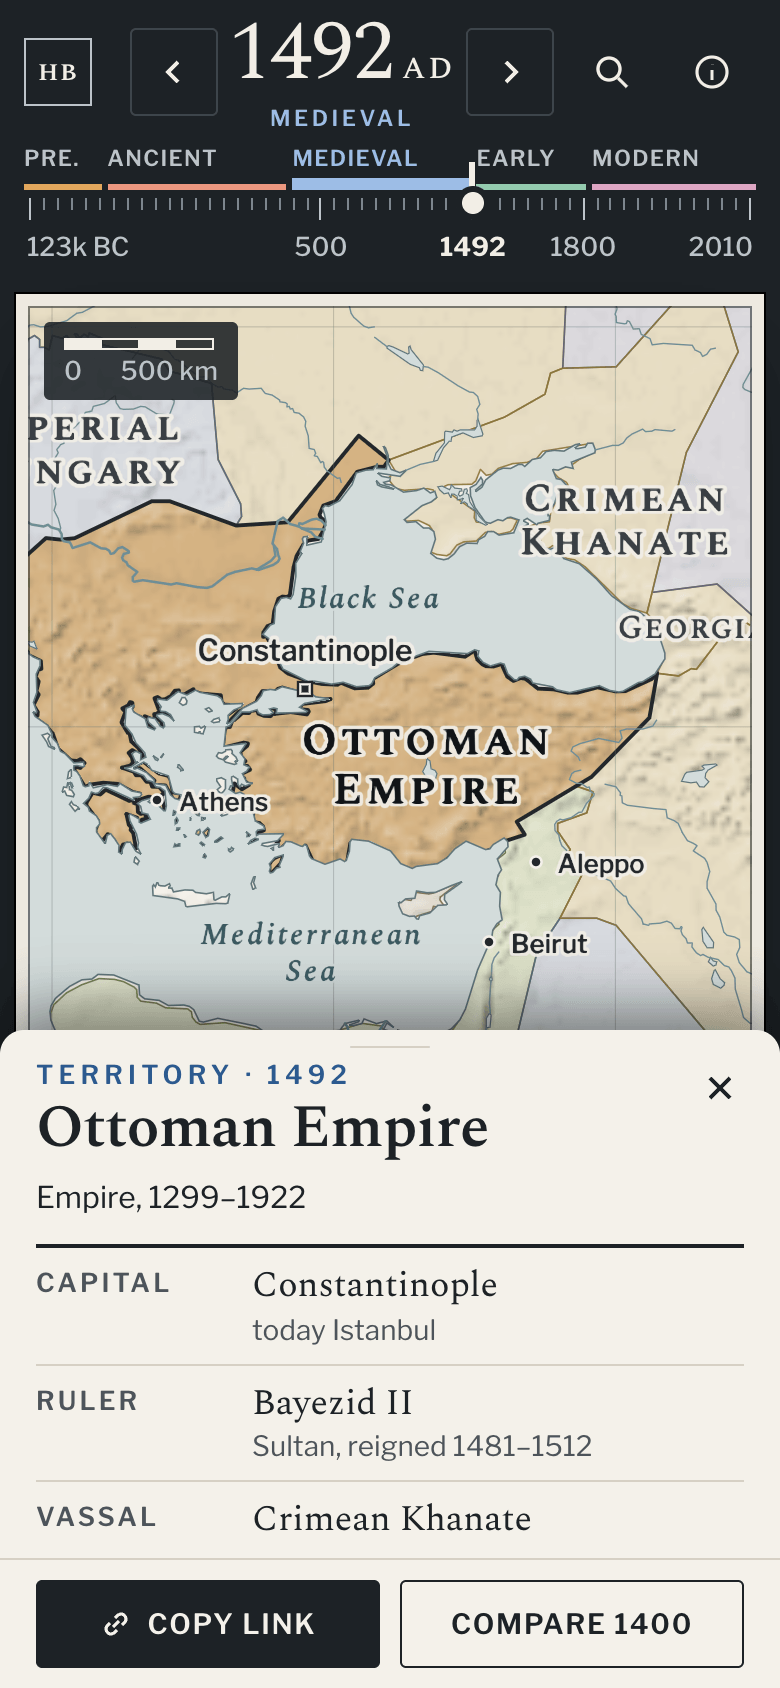 HB
1492 AD
MEDIEVAL
PRE. ANCIENT MEDIEVAL EARLY MODERN
123k BC 500 1492 1800 2010
0 500 km
PERIAL
NGARY
CRIMEAN
KHANATE
Black Sea
GEORGI
Constantinople
OTTOMAN
EMPIRE
Athens
Aleppo
Mediterranean
Sea
Beirut
TERRITORY · 1492
Ottoman Empire
Empire, 1299–1922
CAPITAL Constantinople
today Istanbul
RULER Bayezid II
Sultan, reigned 1481–1512
VASSAL Crimean Khanate
COPY LINK COMPARE 1400